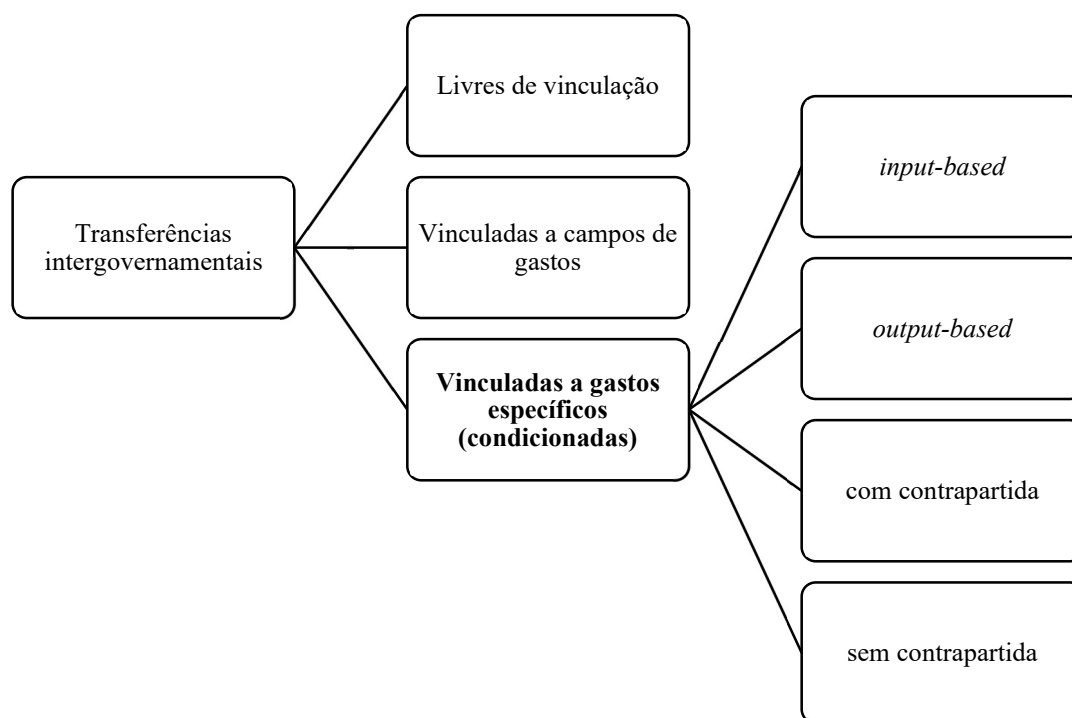 Transferências
intergovernamentais
Livres de vinculação
Vinculadas a campos de
gastos
Vinculadas a gastos
específicos
(condicionadas)
input-based
output-based
com contrapartida
sem contrapartida